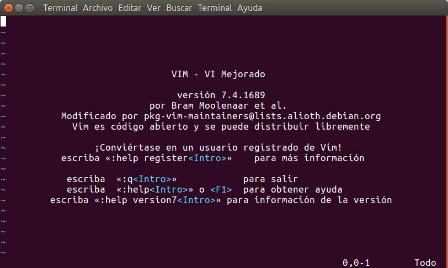 Terminal Archivo Editar Ver Buscar Terminal Ayuda
~
~
~
~
VIM - VI Mejorado
~
~
versión 7.4.1689
~
por Bram Moolenaar et al.
~
Modificado por pkg-vim-maintainers@lists.alioth.debian.org
~
Vim es código abierto y se puede distribuir libremente
~
~
¡Conviértase en un usuario registrado de Vim!
~
escriba «:help register<Intro>» para más información
~
~
escriba «:q<Intro>» para salir
~
escriba «:help<Intro>» o <F1> para obtener ayuda
~
escriba «:help version7<Intro>» para información de la versión
~
~
~
~
~
0,0-1 Todo